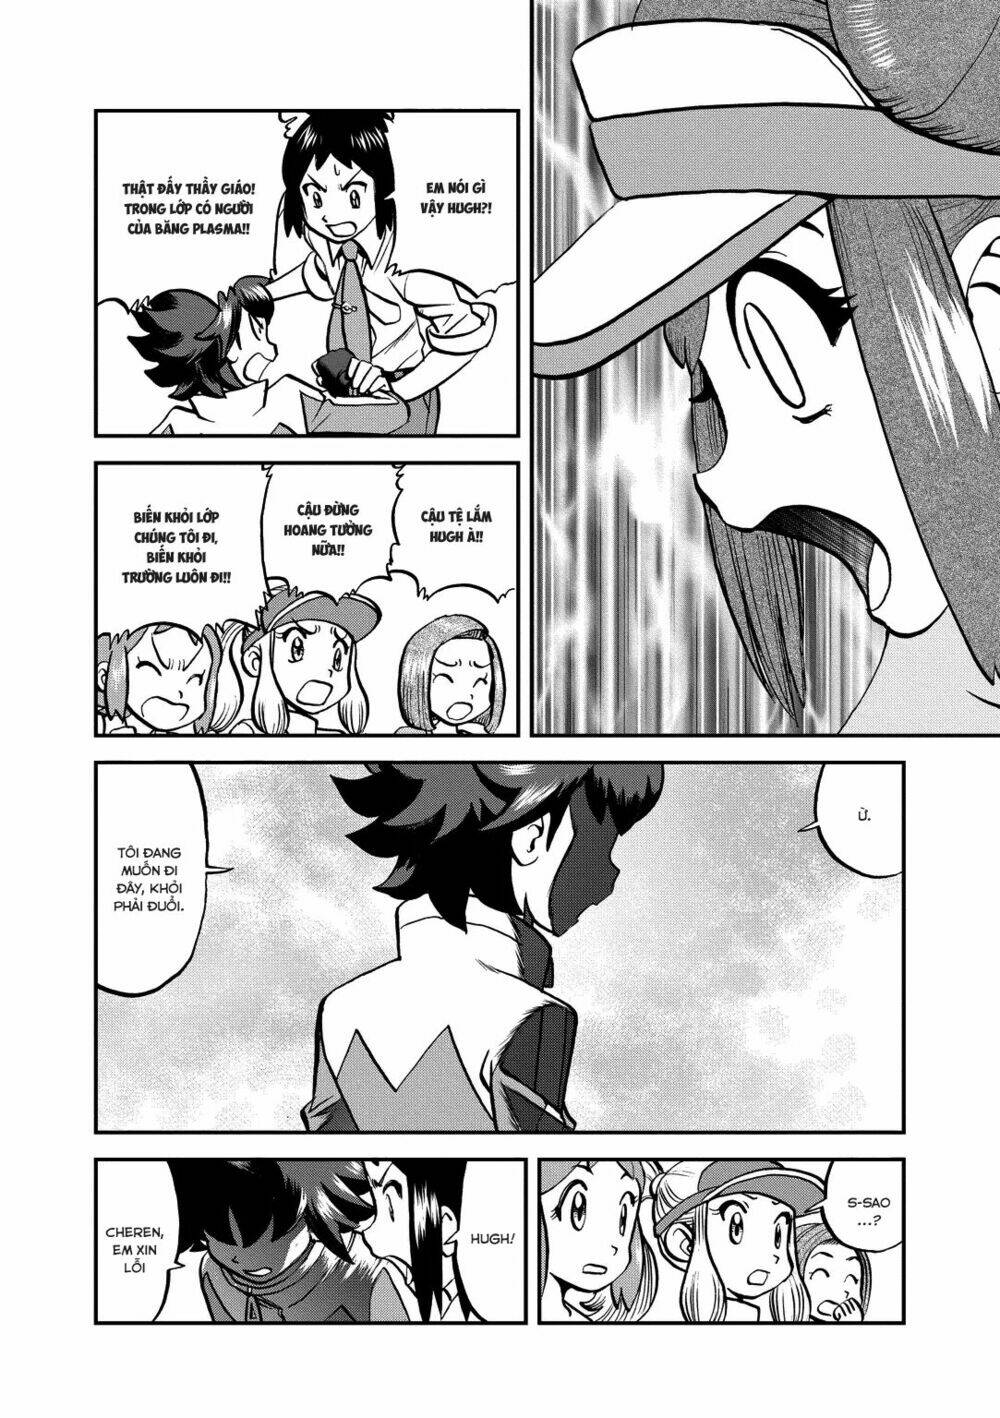 EM NÓI GÌ
VẬY HUGH?!
THẬT ĐẤY THẦY GIÁO!
TRONG LỚP CÓ NGƯỜI
CỦA BĂNG PLASMA!!
CẬU TỆ LẮM
HUGH À!!
CẬU ĐỪNG
HOANG TƯỜNG
NỮA!!
BIẾN KHỎI LỚP
CHÚNG TÔI ĐI,
BIẾN KHỎI
TRƯỜNG LUÔN ĐI!!
Ừ.
TÔI ĐANG
MUỐN ĐI
ĐÂY, KHỎI
PHẢI ĐUỔI.
S-SAO
...?
HUGH!
CHEREN,
EM XIN
LỖI